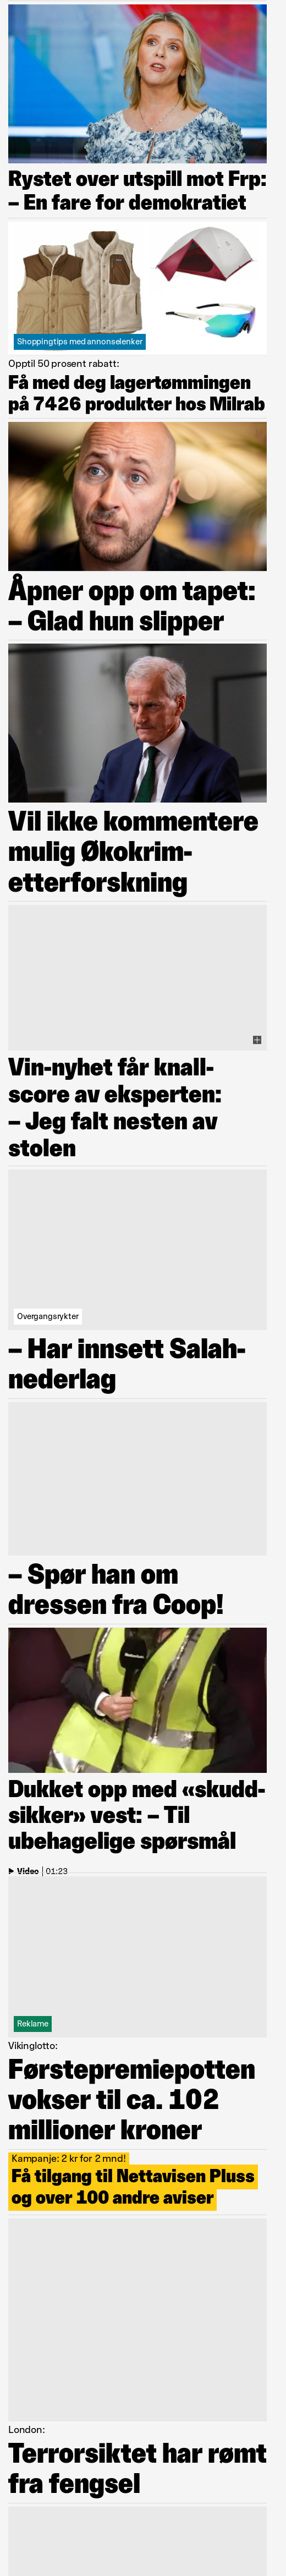 Rystet over utspill mot Frp:
– En fare for demokratiet
Shoppingtips med annonselenker
Opptil 50 prosent rabatt:
Få med deg lagertømmingen
på 7426 produkter hos Milrab
Åpner opp om tapet:
– Glad hun slipper
Vil ikke kommentere
mulig Økokrim-
etterforskning
Vin-nyhet får knall-
score av eksperten:
– Jeg falt nesten av
stolen
Overgangsrykter
– Har innsett Salah-
nederlag
– Spør han om
dressen fra Coop!
Dukket opp med «skudd-
sikker» vest: – Til
ubehagelige spørsmål
Video | 01:23
Reklame
Vikinglotto:
Førstepremiepotten
vokser til ca. 102
millioner kroner
Kampanje: 2 kr for 2 mnd!
Få tilgang til Nettavisen Pluss
og over 100 andre aviser
London:
Terrorsiktet har rømt
fra fengsel